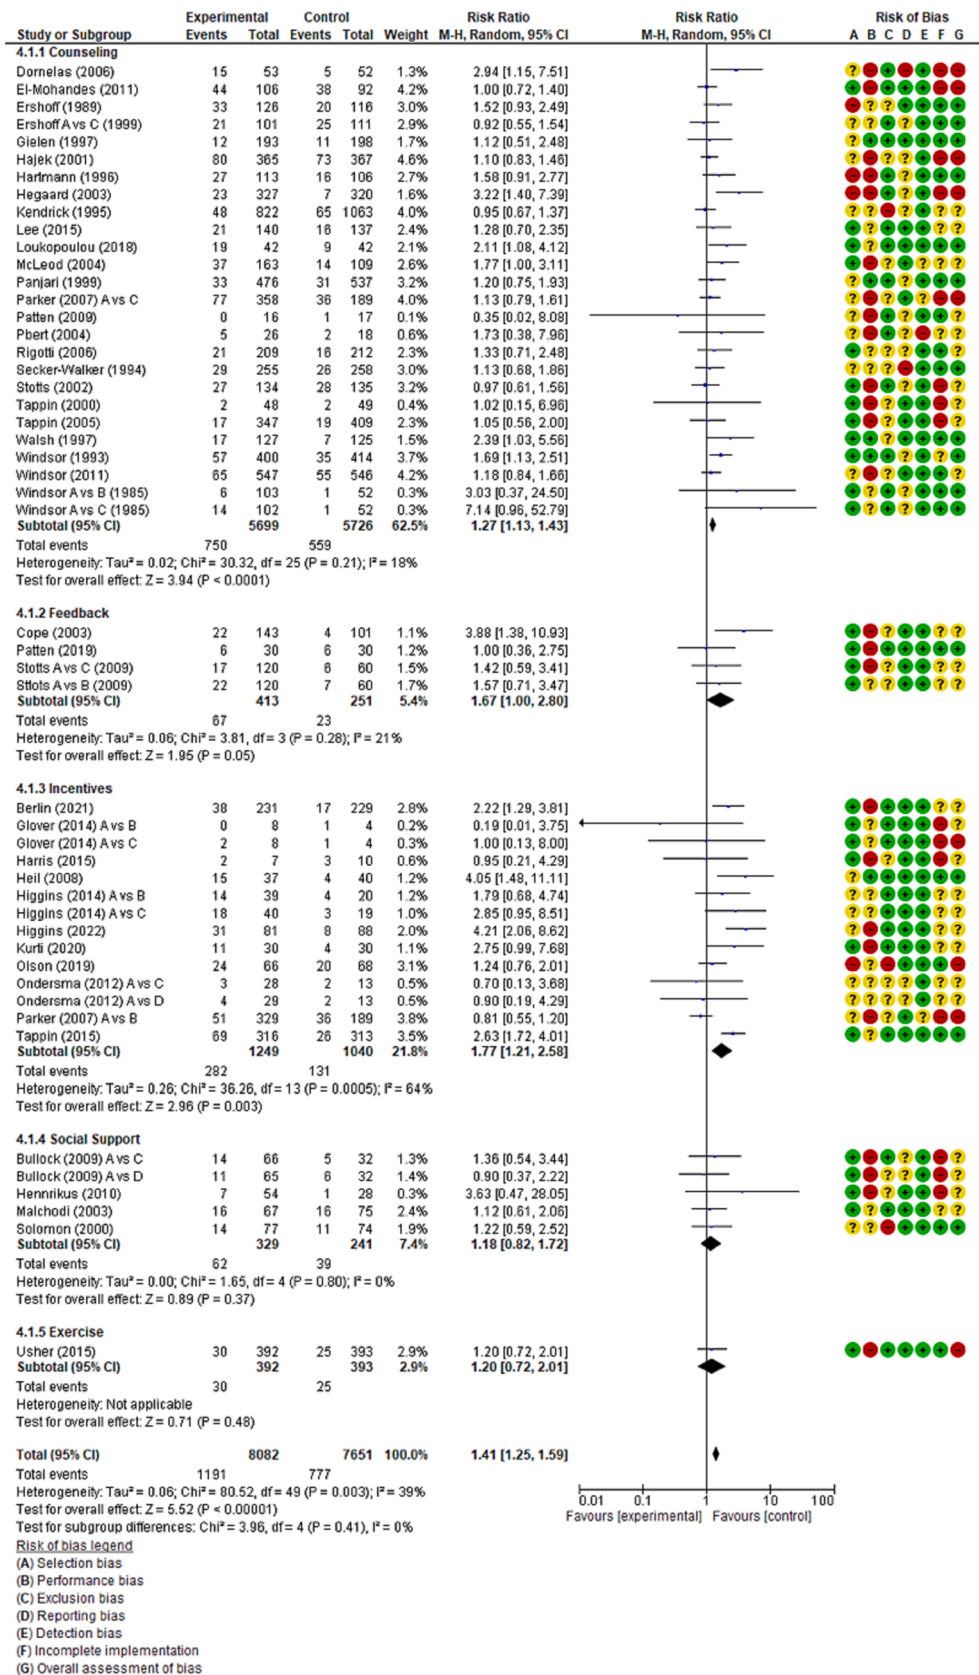 Experimental Control Risk Ratio Risk Ratio Risk of Bias
Study or Subgroup Events Total Events Total Weight M-H, Random, 95% CI M-H, Random, 95% CI A B C D E F G
4.1.1 Counseling
Dornelas (2006) 15 53 5 52 1.3% 2.94 [1.15, 7.51] ? - + - + - -
El-Mohandes (2011) 44 106 38 92 4.2% 1.00 [0.72, 1.40]
Ershoff (1989) 33 126 20 116 2.8% 1.52 [0.93, 2.49]
Ershoff A vs C (1999) 21 101 25 111 2.9% 0.92 [0.55, 1.54]
Gielen (1997) 12 193 11 198 1.7% 1.12 [0.51, 2.48]
Hajek (2001) 80 365 73 367 4.6% 1.10 [0.83, 1.46]
Hartmann (1996) 27 113 16 106 2.7% 1.58 [0.91, 2.77]
Hegaard (2003) 23 327 7 320 1.6% 3.22 [1.40, 7.39]
Kendrick (1995) 48 822 65 1063 4.0% 0.95 [0.67, 1.37]
Lee (2015) 21 140 16 137 2.4% 1.28 [0.70, 2.35]
Loukopoulou (2018) 19 42 9 42 2.1% 2.11 [1.08, 4.12]
McLeod (2004) 37 163 14 109 2.6% 1.77 [1.00, 3.11]
Panjari (1999) 33 476 31 537 3.2% 1.20 [0.75, 1.93]
Parker (2007) A vs C 77 358 36 189 4.0% 1.13 [0.79, 1.61]
Patten (2009) 0 16 1 17 0.1% 0.35 [0.02, 8.08]
Pbert (2004) 5 26 2 18 0.6% 1.73 [0.38, 7.96]
Rigotti (2006) 21 209 16 212 2.3% 1.33 [0.71, 2.48]
Secker-Walker (1994) 29 255 26 258 3.0% 1.13 [0.68, 1.86]
Stotts (2002) 27 134 28 135 3.2% 0.97 [0.61, 1.56]
Tappin (2000) 2 48 2 49 0.4% 1.02 [0.15, 6.96]
Tappin (2005) 17 347 19 409 2.3% 1.05 [0.56, 2.00]
Walsh (1997) 17 127 7 125 1.5% 2.39 [1.03, 5.56]
Windsor (1993) 57 400 35 414 3.7% 1.69 [1.13, 2.51]
Windsor (2011) 65 547 55 546 4.2% 1.18 [0.84, 1.66]
Windsor A vs B (1985) 6 103 1 52 0.3% 3.03 [0.37, 24.50]
Windsor A vs C (1985) 14 102 1 52 0.4% 7.14 [0.96, 52.79]
Subtotal (95% CI) 5699 5726 62.5% 1.27 [1.13, 1.43]
Total events 750 559
Heterogeneity: Tau² = 0.02; Chi² = 30.32, df = 25 (P = 0.21); I² = 18%
Test for overall effect: Z = 3.94 (P < 0.0001)
4.1.2 Feedback
Cope (2003) 22 143 4 101 1.1% 3.88 [1.38, 10.93]
Patten (2019) 6 30 6 30 1.2% 1.00 [0.36, 2.75]
Stotts A vs C (2009) 17 120 6 60 1.5% 1.42 [0.59, 3.41]
Sttots A vs B (2009) 22 120 7 60 1.7% 1.57 [0.71, 3.47]
Subtotal (95% CI) 413 251 5.4% 1.67 [1.00, 2.80]
Total events 67 23
Heterogeneity: Tau² = 0.06; Chi² = 3.81, df = 3 (P = 0.28); I² = 21%
Test for overall effect: Z = 1.95 (P = 0.05)
4.1.3 Incentives
Berlin (2021) 38 231 17 229 2.8% 2.22 [1.29, 3.81]
Glover (2014) A vs B 0 8 1 4 0.2% 0.19 [0.01, 3.75]
Glover (2014) A vs C 2 8 1 4 0.3% 1.00 [0.13, 8.00]
Harris (2015) 2 7 3 10 0.6% 0.95 [0.21, 4.29]
Heil (2008) 15 37 4 40 1.2% 4.05 [1.48, 11.11]
Higgins (2014) A vs B 14 39 4 20 1.3% 1.79 [0.68, 4.74]
Higgins (2014) A vs C 18 40 3 19 1.0% 2.85 [0.95, 8.51]
Higgins (2022) 31 81 8 88 2.0% 4.21 [2.06, 8.62]
Kurti (2020) 11 30 4 30 1.1% 2.75 [0.99, 7.68]
Olson (2019) 24 66 20 68 3.1% 1.24 [0.76, 2.01]
Ondersma (2012) A vs C 3 28 2 13 0.5% 0.70 [0.13, 3.68]
Ondersma (2012) A vs D 4 29 2 13 0.5% 0.90 [0.19, 4.29]
Parker (2007) A vs B 51 329 36 189 3.8% 0.81 [0.55, 1.20]
Tappin (2015) 69 316 26 313 3.5% 2.63 [1.72, 4.01]
Subtotal (95% CI) 1249 1040 21.8% 1.77 [1.21, 2.58]
Total events 282 131
Heterogeneity: Tau² = 0.26; Chi² = 36.26, df = 13 (P = 0.0005); I² = 64%
Test for overall effect: Z = 2.96 (P = 0.003)
4.1.4 Social Support
Bullock (2009) A vs C 14 66 5 32 1.3% 1.36 [0.54, 3.44]
Bullock (2009) A vs D 11 65 6 32 1.4% 0.90 [0.37, 2.22]
Hennrikus (2010) 7 54 1 28 0.3% 3.63 [0.47, 28.05]
Malchodi (2003) 16 67 16 75 2.4% 1.12 [0.61, 2.06]
Solomon (2000) 14 77 11 74 1.9% 1.22 [0.59, 2.52]
Subtotal (95% CI) 329 241 7.4% 1.18 [0.82, 1.72]
Total events 62 39
Heterogeneity: Tau² = 0.00; Chi² = 1.65, df = 4 (P = 0.80); I² = 0%
Test for overall effect: Z = 0.89 (P = 0.37)
4.1.5 Exercise
Usher (2015) 30 392 25 393 2.9% 1.20 [0.72, 2.01] + - + + + + -
Subtotal (95% CI) 392 393 2.9% 1.20 [0.72, 2.01]
Total events 30 25
Heterogeneity: Not applicable
Test for overall effect: Z = 0.71 (P = 0.48)
Total (95% CI) 8082 7651 100.0% 1.41 [1.25, 1.59]
Total events 1191 777
Heterogeneity: Tau² = 0.06; Chi² = 80.52, df = 49 (P = 0.003); I² = 39%
Test for overall effect: Z = 5.52 (P < 0.00001)
Test for subgroup differences: Chi² = 3.96, df = 4 (P = 0.41), I² = 0%
0.01 0.1 1 10 100
Favours [experimental] Favours [control]
Risk of bias legend
(A) Selection bias
(B) Performance bias
(C) Exclusion bias
(D) Reporting bias
(E) Detection bias
(F) Incomplete implementation
(G) Overall assessment of bias